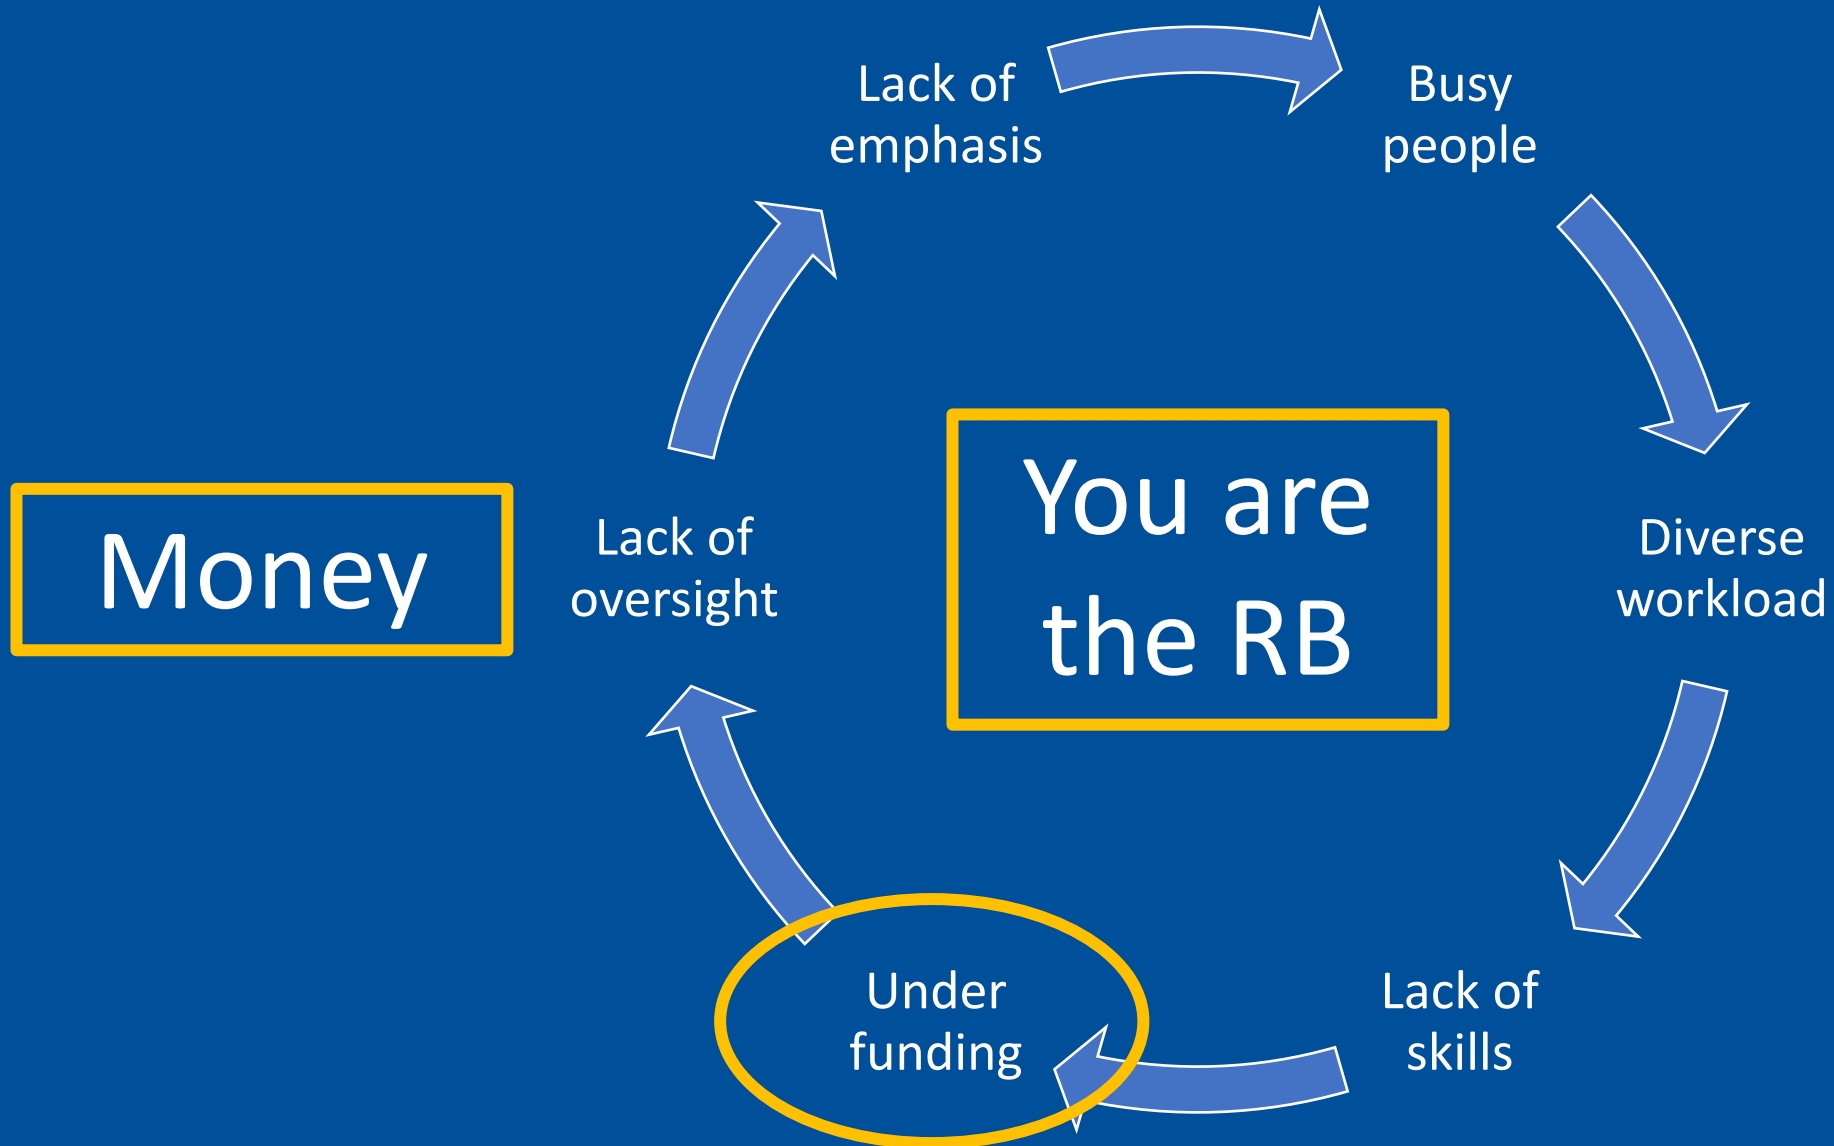 Lack of
emphasis
Busy
people
Diverse
workload
Lack of
skills
Under
funding
Lack of
oversight
Money
You are
the RB